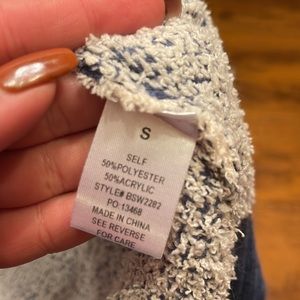 S
SELF
50%POLYESTER
50%ACRYLIC
STYLE# BSW2282
PO:13468
MADE IN CHINA
SEE REVERSE
FOR CARE